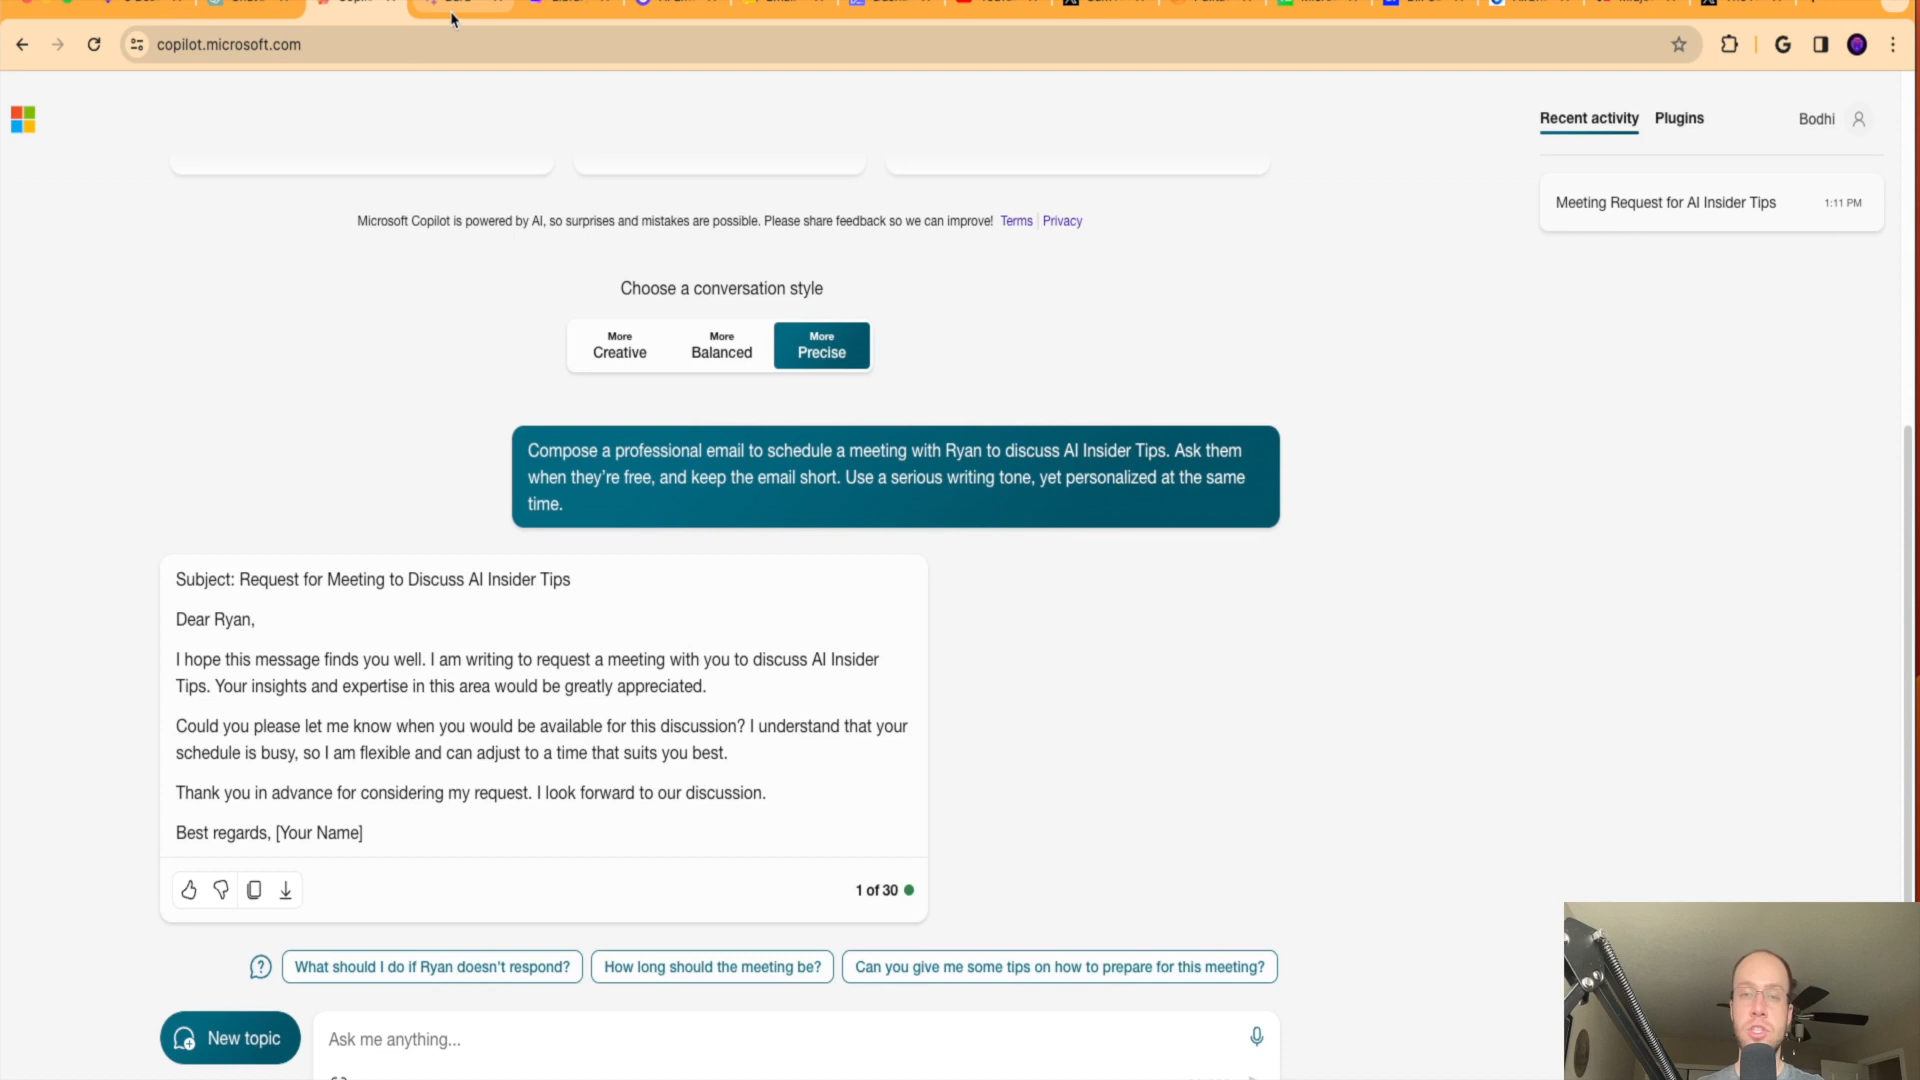 copilot.microsoft.com
Recent activity
Plugins
Bodhi
Meeting Request for AI Insider Tips
1:11 PM
Microsoft Copilot is powered by AI, so surprises and mistakes are possible. Please share feedback so we can improve! Terms Privacy
Choose a conversation style
More Creative
More Balanced
More Precise
Compose a professional email to schedule a meeting with Ryan to discuss AI Insider Tips. Ask them
when they're free, and keep the email short. Use a serious writing tone, yet personalized at the same
time.
Subject: Request for Meeting to Discuss AI Insider Tips
Dear Ryan,
I hope this message finds you well. I am writing to request a meeting with you to discuss AI Insider
Tips. Your insights and expertise in this area would be greatly appreciated.
Could you please let me know when you would be available for this discussion? I understand that your
schedule is busy, so I am flexible and can adjust to a time that suits you best.
Thank you in advance for considering my request. I look forward to our discussion.
Best regards, [Your Name]
1 of 30
What should I do if Ryan doesn't respond?
How long should the meeting be?
Can you give me some tips on how to prepare for this meeting?
New topic
Ask me anything...